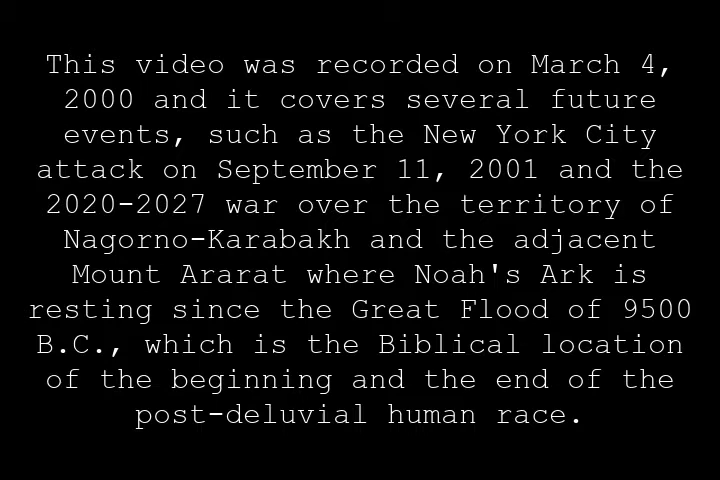 This video was recorded on March 4,
2000 and it covers several future
events, such as the New York City
attack on September 11, 2001 and the
2020-2027 war over the territory of
Nagorno-Karabakh and the adjacent
Mount Ararat where Noah's Ark is
resting since the Great Flood of 9500
B.C., which is the Biblical location
of the beginning and the end of the
post-deluvial human race.